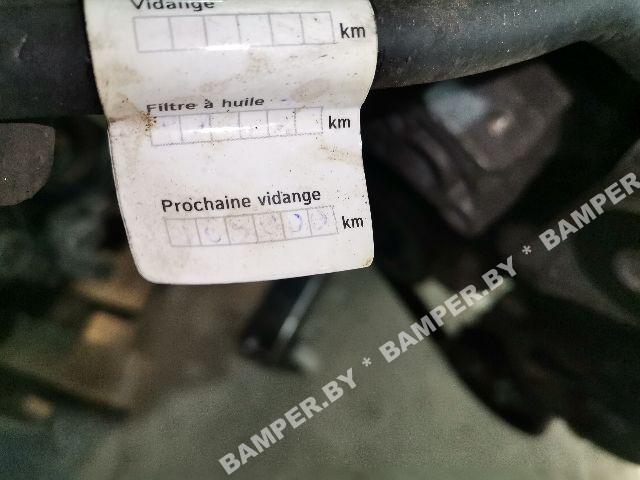 Vidange
km
Filtre à huile
km
Prochaine vidange
km
BAMPER.BY * BAMPER.BY * BAMPER